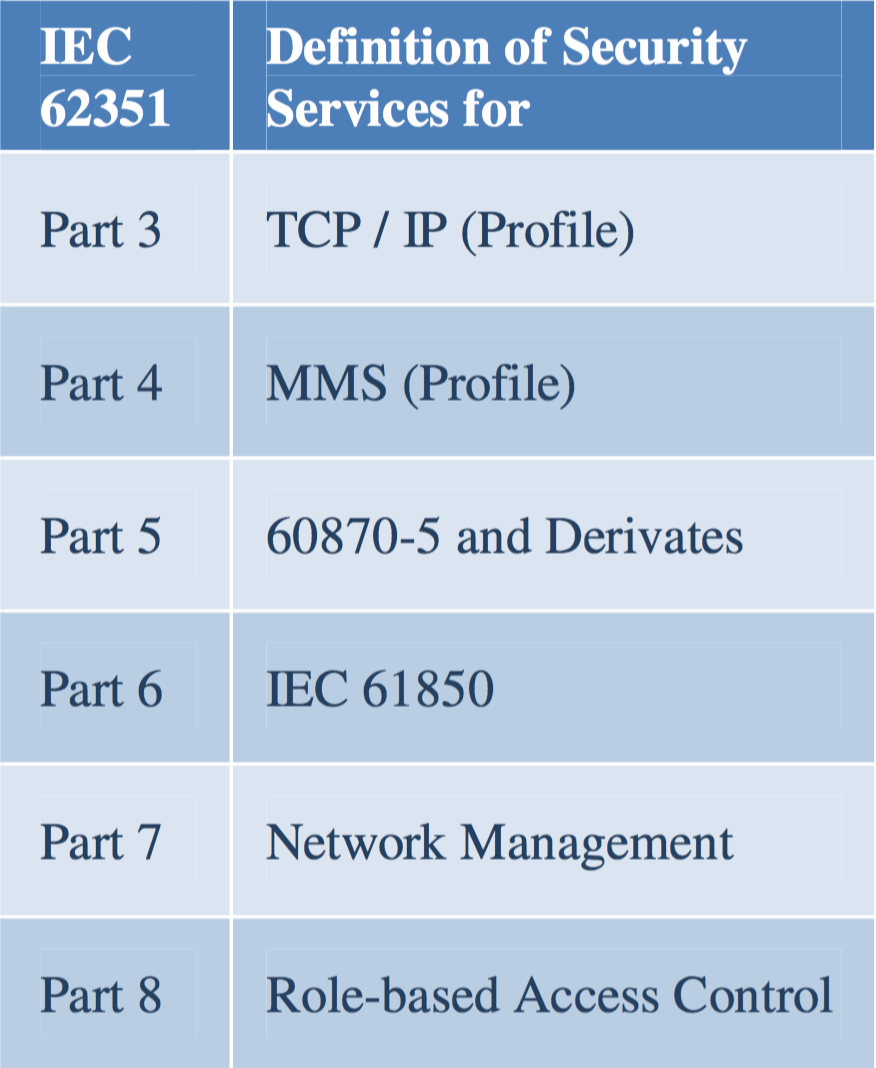 IEC
62351
Definition of Security
Services for
Part 3
TCP / IP (Profile)
Part 4
MMS (Profile)
Part 5
60870-5 and Derivates
Part 6
IEC 61850
Part 7
Network Management
Part 8
Role-based Access Control